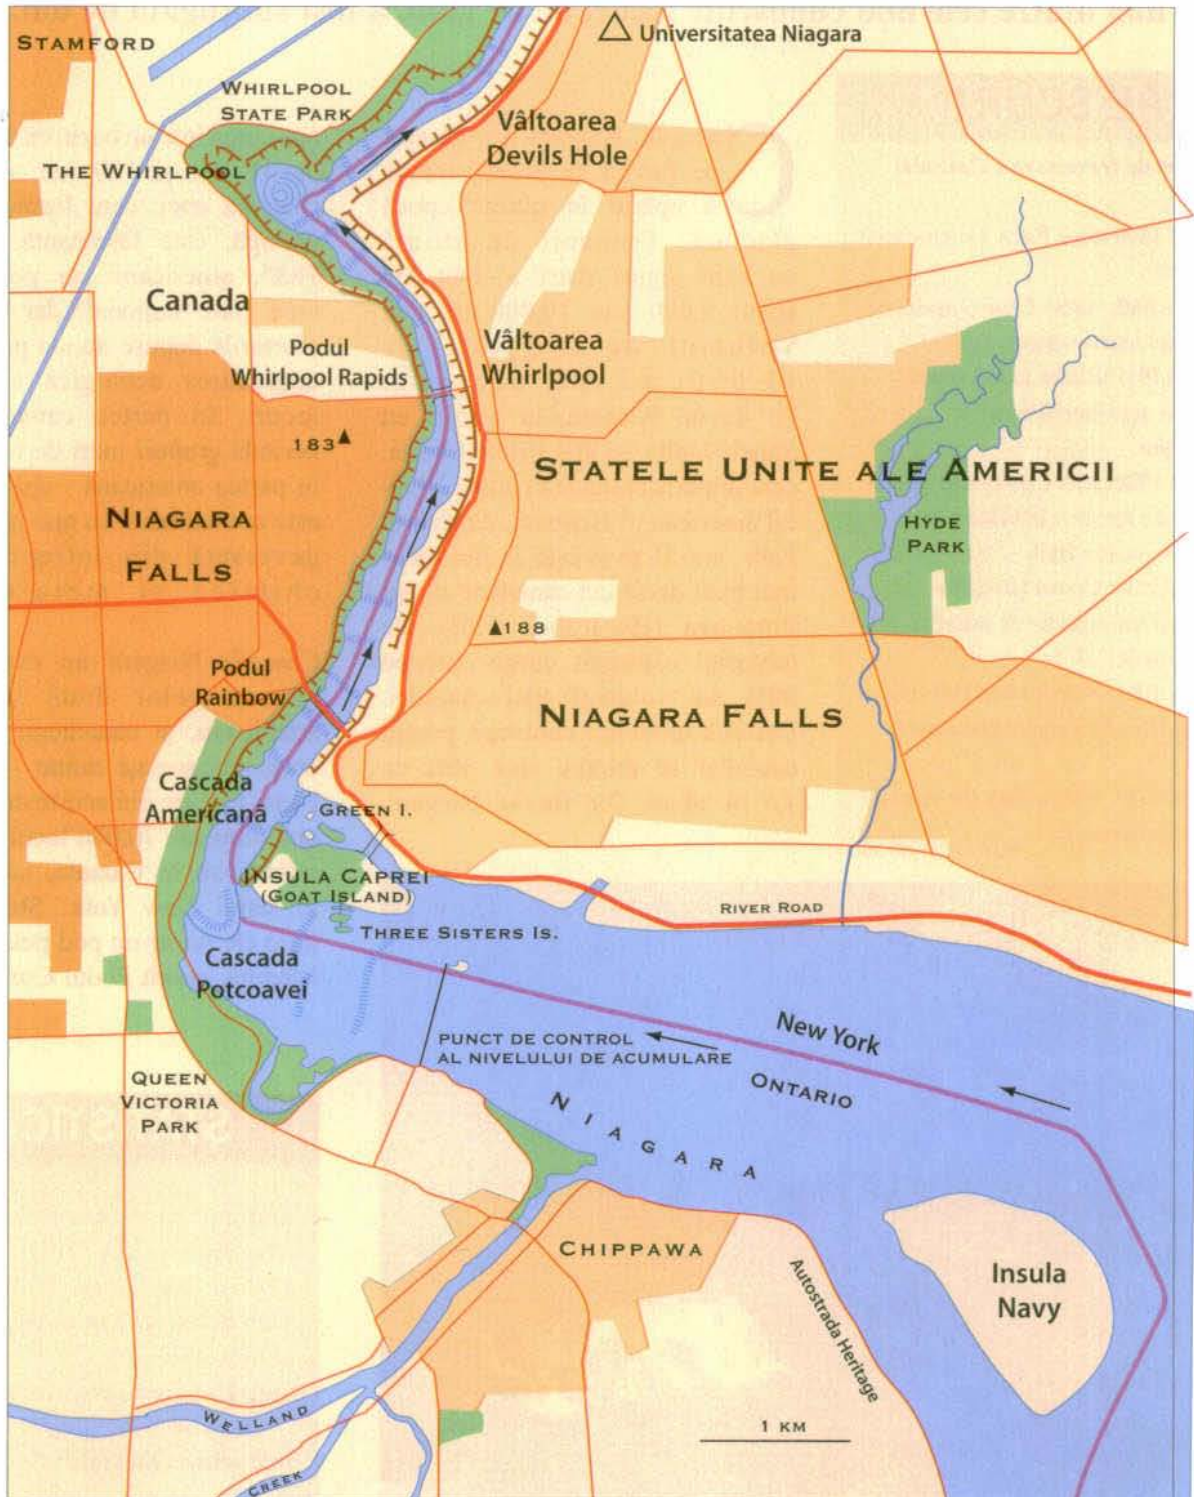 STAMFORD
Universitatea Niagara
WHIRLPOOL
STATE PARK
Vâltoarea
Devils Hole
THE WHIRLPOOL
Canada
Podul
Whirlpool Rapids
Vâltoarea
Whirlpool
183
STATELE UNITE ALE AMERICII
NIAGARA
FALLS
HYDE
PARK
188
Podul
Rainbow
NIAGARA FALLS
Cascada
Americană
GREEN I.
INSULA CAPREI
(GOAT ISLAND)
RIVER ROAD
THREE SISTERS IS.
Cascada
Potcoavei
New York
PUNCT DE CONTROL
AL NIVELULUI DE ACUMULARE
ONTARIO
QUEEN
VICTORIA
PARK
NIAGARA
CHIPPAWA
Insula
Navy
Autostrada Heritage
WELLAND
1 KM
CREEK